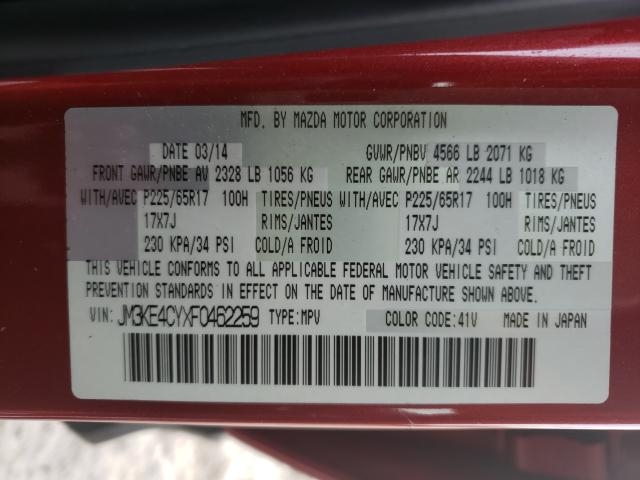 MFD. BY MAZDA MOTOR CORPORATION
DATE 03/14 GVWR/PNBV 4566 LB 2071 KG
FRONT GAWR/PNBE AV 2328 LB 1056 KG REAR GAWR/PNBE AR 2244 LB 1018 KG
WITH/AVEC P225/65R17 100H TIRES/PNEUS WITH/AVEC P225/65R17 100H TIRES/PNEUS
17X7J RIMS/JANTES 17X7J RIMS/JANTES
230 KPA/34 PSI COLD/A FROID 230 KPA/34 PSI COLD/A FROID
THIS VEHICLE CONFORMS TO ALL APPLICABLE FEDERAL MOTOR VEHICLE SAFETY AND THEFT
PREVENTION STANDARDS IN EFFECT ON THE DATE OF MANUFACTURE SHOWN ABOVE.
VIN: JM3KE4CYXF0462259 TYPE:MPV COLOR CODE:41V MADE IN JAPAN